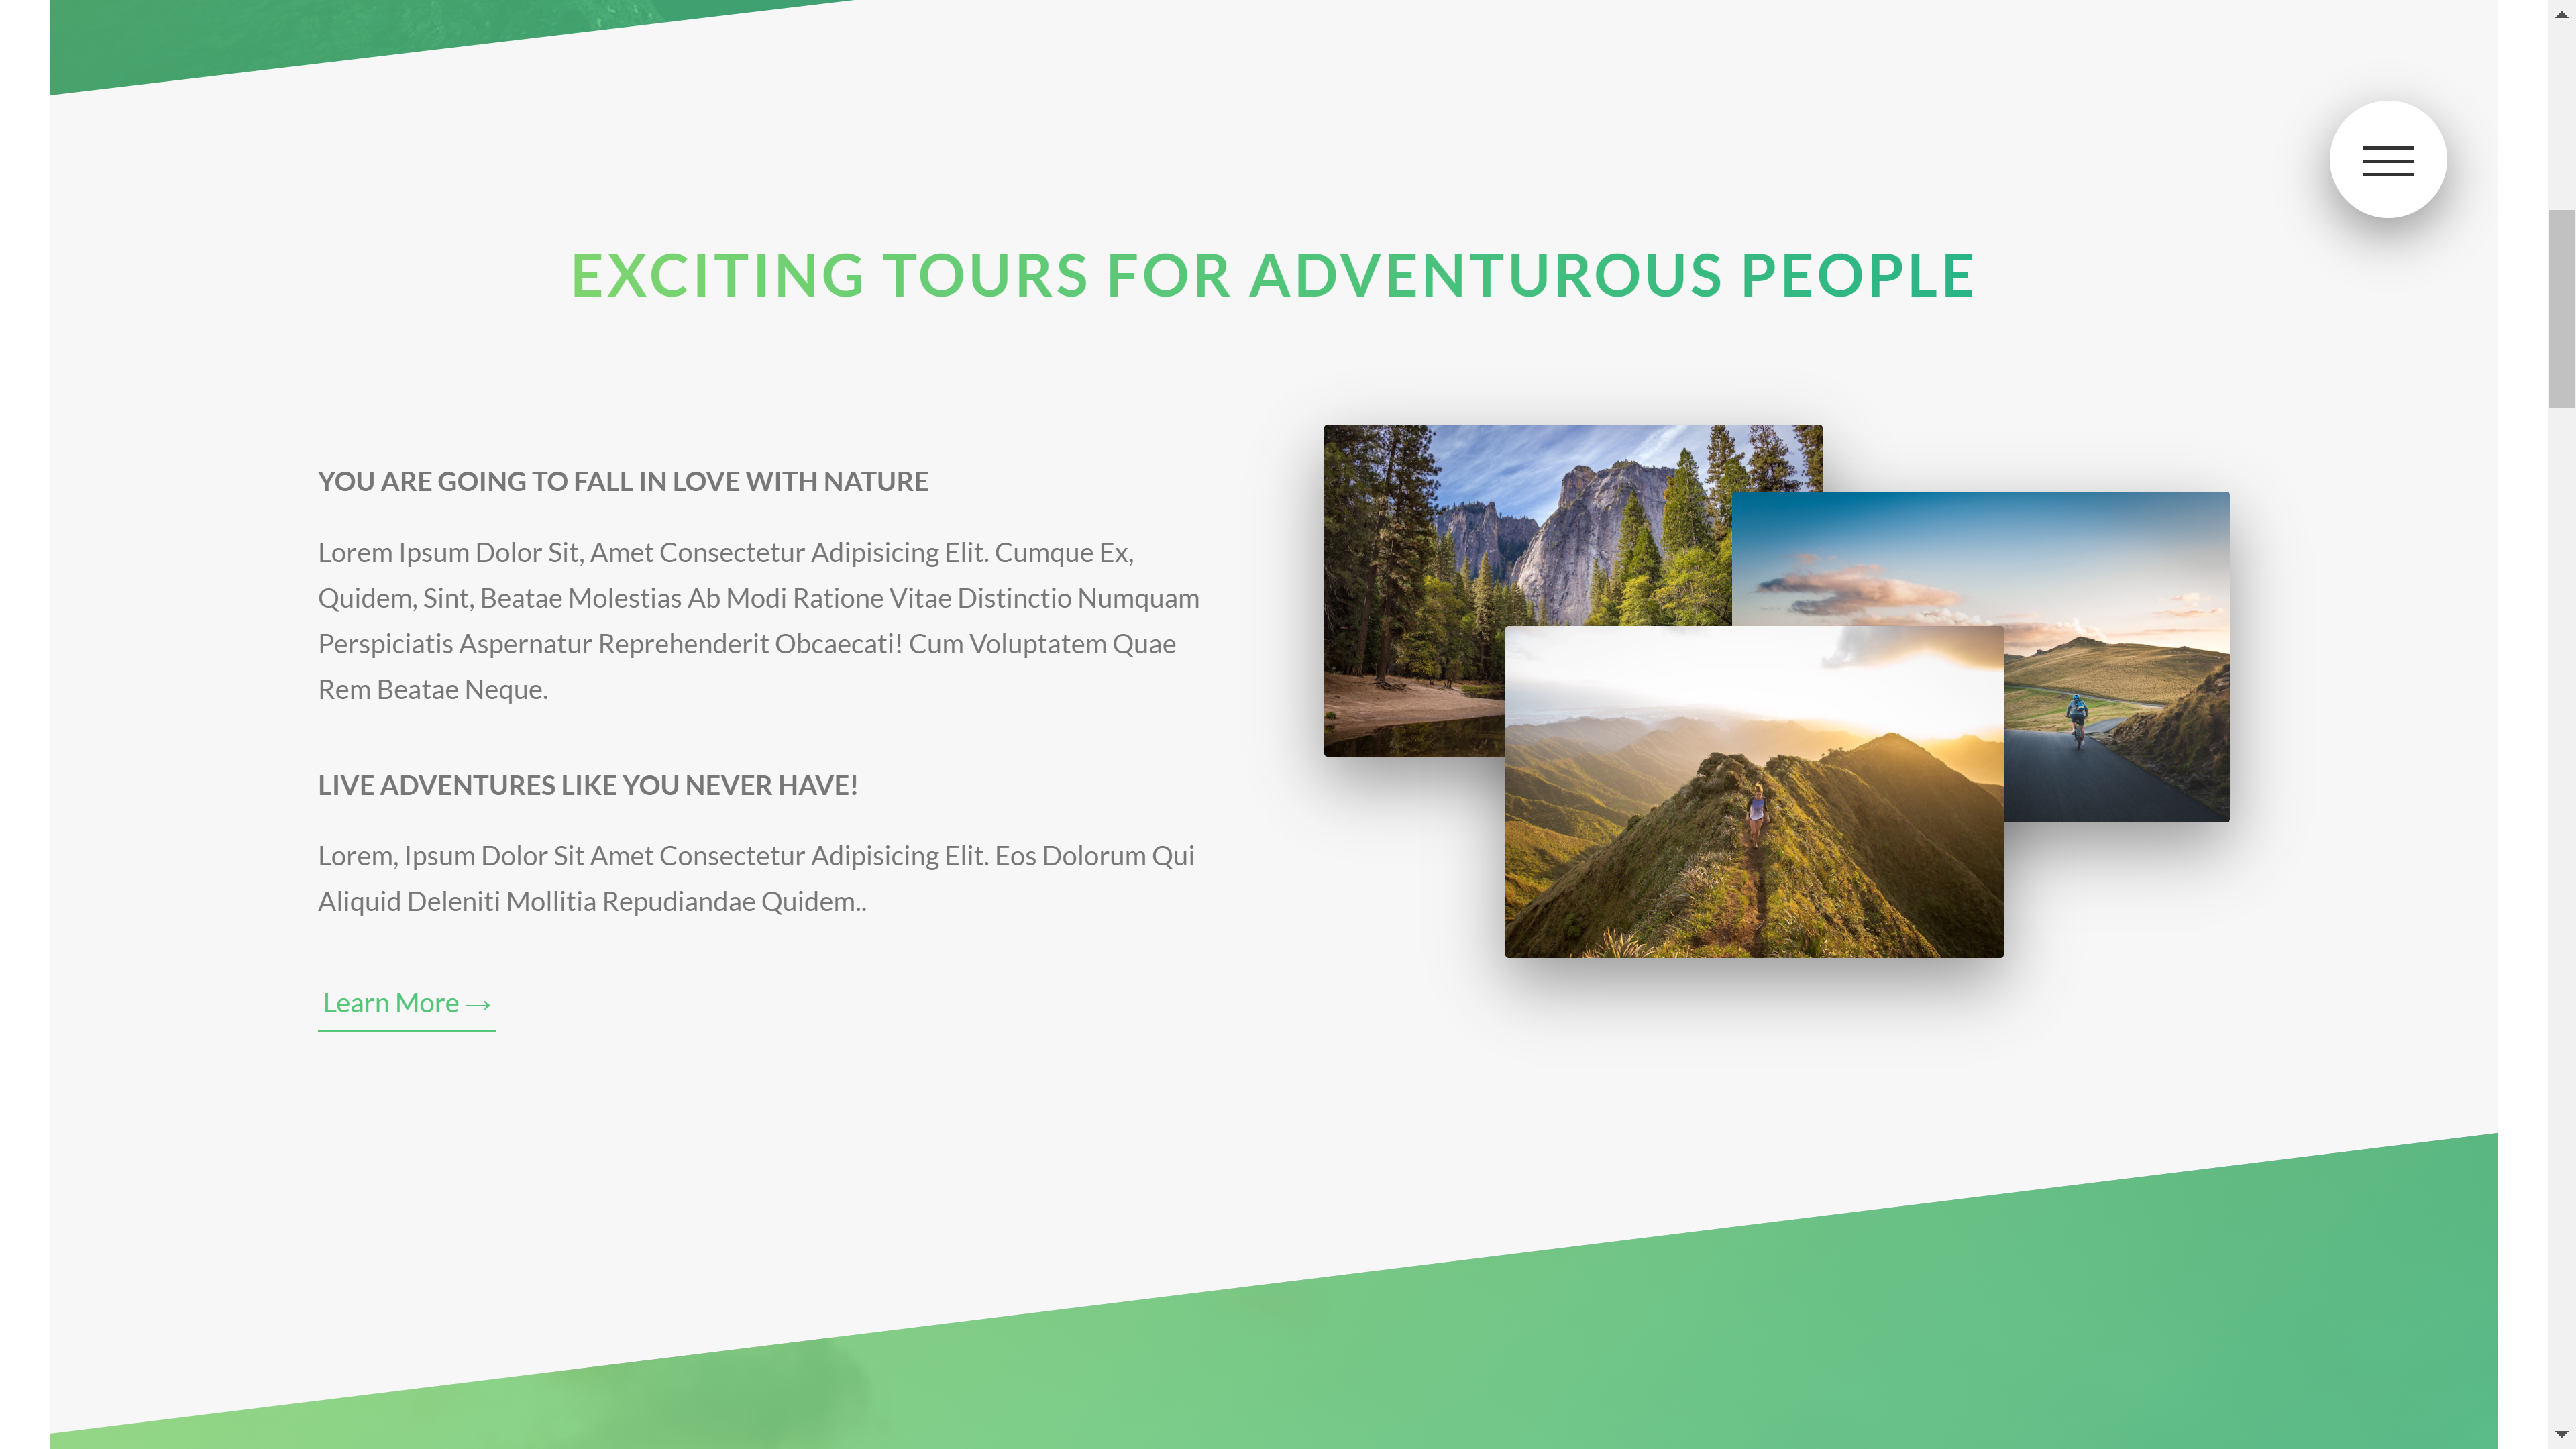 EXCITING TOURS FOR ADVENTUROUS PEOPLE
YOU ARE GOING TO FALL IN LOVE WITH NATURE
Lorem Ipsum Dolor Sit, Amet Consectetur Adipisicing Elit. Cumque Ex,
Quidem, Sint, Beatae Molestias Ab Modi Ratione Vitae Distinctio Numquam
Perspiciatis Aspernatur Reprehenderit Obcaecati! Cum Voluptatem Quae
Rem Beatae Neque.
LIVE ADVENTURES LIKE YOU NEVER HAVE!
Lorem, Ipsum Dolor Sit Amet Consectetur Adipisicing Elit. Eos Dolorum Qui
Aliquid Deleniti Mollitia Repudiandae Quidem..
Learn More →